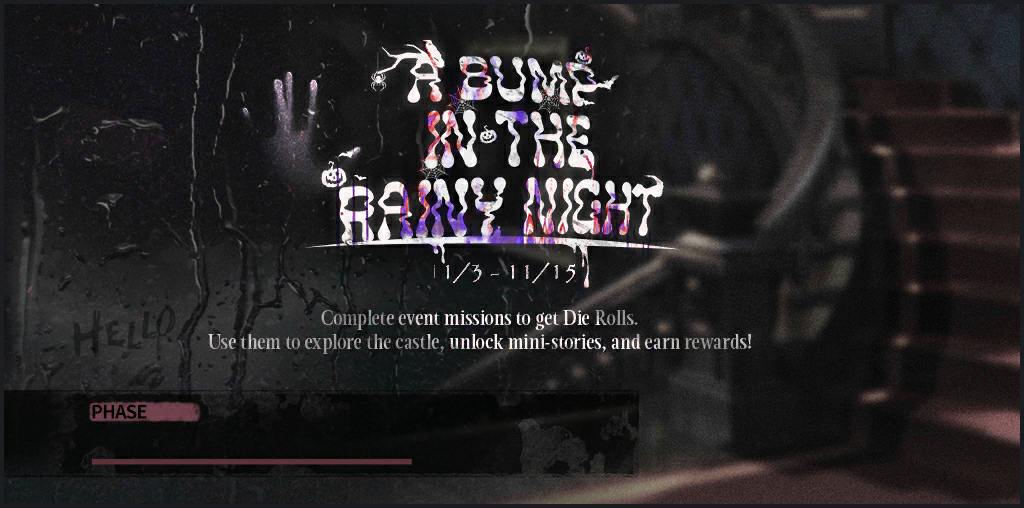 A BUMP
IN THE
RAINY NIGHT
11/3 - 11/15
Complete event missions to get Die Rolls.
Use them to explore the castle, unlock mini-stories, and earn rewards!
HELLO
PHASE